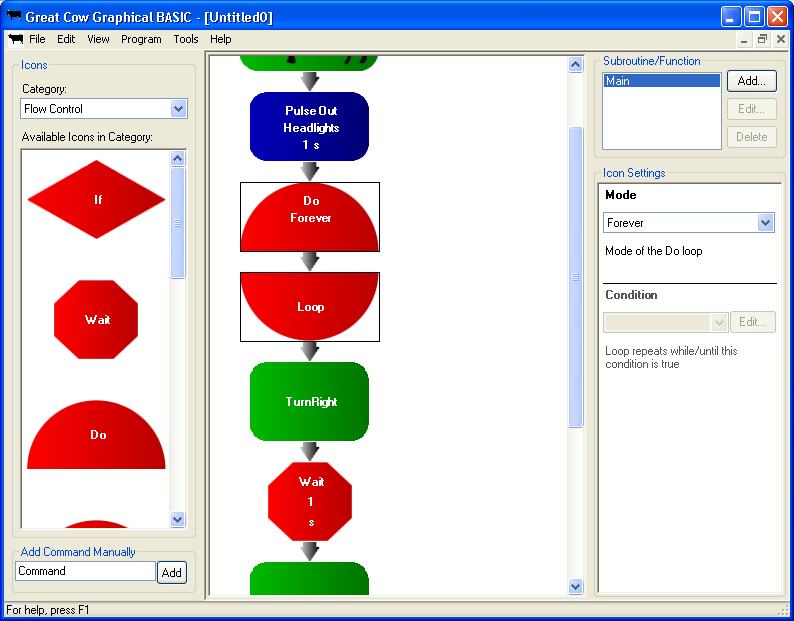 Great Cow Graphical BASIC - [Untitled0]
File Edit View Program Tools Help
Icons
Category:
Flow Control
Available Icons in Category:
If
Wait
Do
Add Command Manually
Command
Add
Pulse Out
Headlights
1 s
Do
Forever
Loop
TurnRight
Wait
1
s
Subroutine/Function
Main
Add...
Edit...
Delete
Icon Settings
Mode
Forever
Mode of the Do loop
Condition
Edit...
Loop repeats while/until this
condition is true
For help, press F1